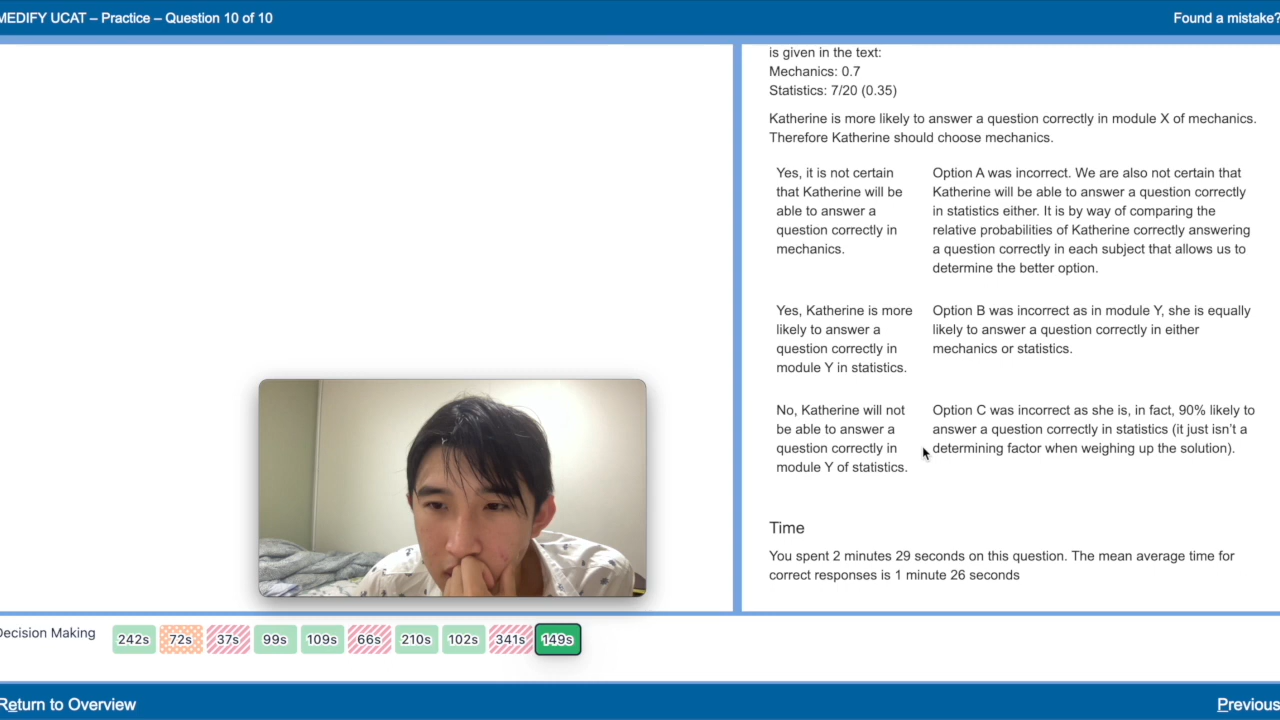 MEDIFY UCAT – Practice – Question 10 of 10
Found a mistake?
is given in the text:
Mechanics: 0.7
Statistics: 7/20 (0.35)
Katherine is more likely to answer a question correctly in module X of mechanics.
Therefore Katherine should choose mechanics.
Yes, it is not certain
that Katherine will be
able to answer a
question correctly in
mechanics.
Option A was incorrect. We are also not certain that
Katherine will be able to answer a question correctly
in statistics either. It is by way of comparing the
relative probabilities of Katherine correctly answering
a question correctly in each subject that allows us to
determine the better option.
Yes, Katherine is more
likely to answer a
question correctly in
module Y in statistics.
Option B was incorrect as in module Y, she is equally
likely to answer a question correctly in either
mechanics or statistics.
No, Katherine will not
be able to answer a
question correctly in
module Y of statistics.
Option C was incorrect as she is, in fact, 90% likely to
answer a question correctly in statistics (it just isn't a
determining factor when weighing up the solution).
Time
You spent 2 minutes 29 seconds on this question. The mean average time for
correct responses is 1 minute 26 seconds
Decision Making
242s 72s 37s 99s 109s 66s 210s 102s 341s 149s
Return to Overview
Previous